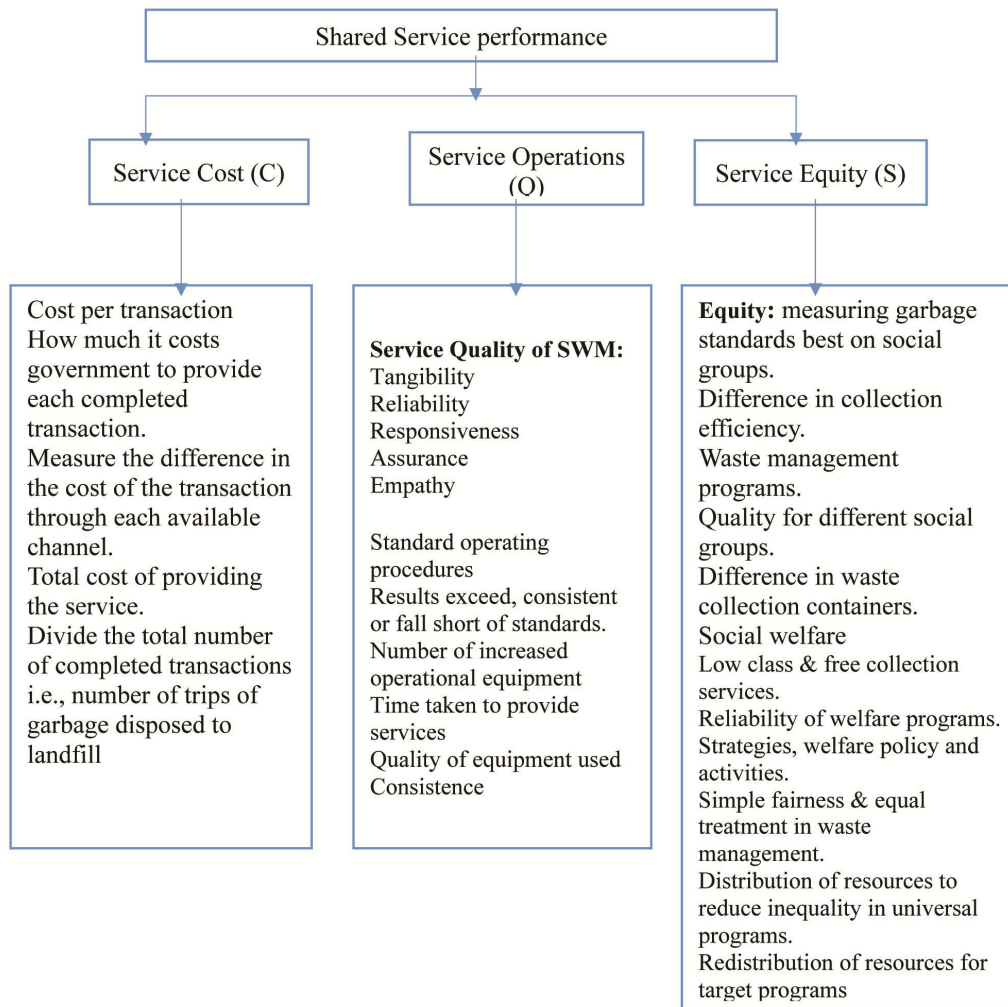 Shared Service performance
Service Cost (C)
Service Operations
(O)
Service Equity (S)
Cost per transaction
How much it costs
government to provide
each completed
transaction.
Measure the difference in
the cost of the transaction
through each available
channel.
Total cost of providing
the service.
Divide the total number
of completed transactions
i.e., number of trips of
garbage disposed to
landfill
Service Quality of SWM:
Tangibility
Reliability
Responsiveness
Assurance
Empathy
Standard operating
procedures
Results exceed, consistent
or fall short of standards.
Number of increased
operational equipment
Time taken to provide
services
Quality of equipment used
Consistence
Equity: measuring garbage
standards best on social
groups.
Difference in collection
efficiency.
Waste management
programs.
Quality for different social
groups.
Difference in waste
collection containers.
Social welfare
Low class & free collection
services.
Reliability of welfare programs.
Strategies, welfare policy and
activities.
Simple fairness & equal
treatment in waste
management.
Distribution of resources to
reduce inequality in universal
programs.
Redistribution of resources for
target programs